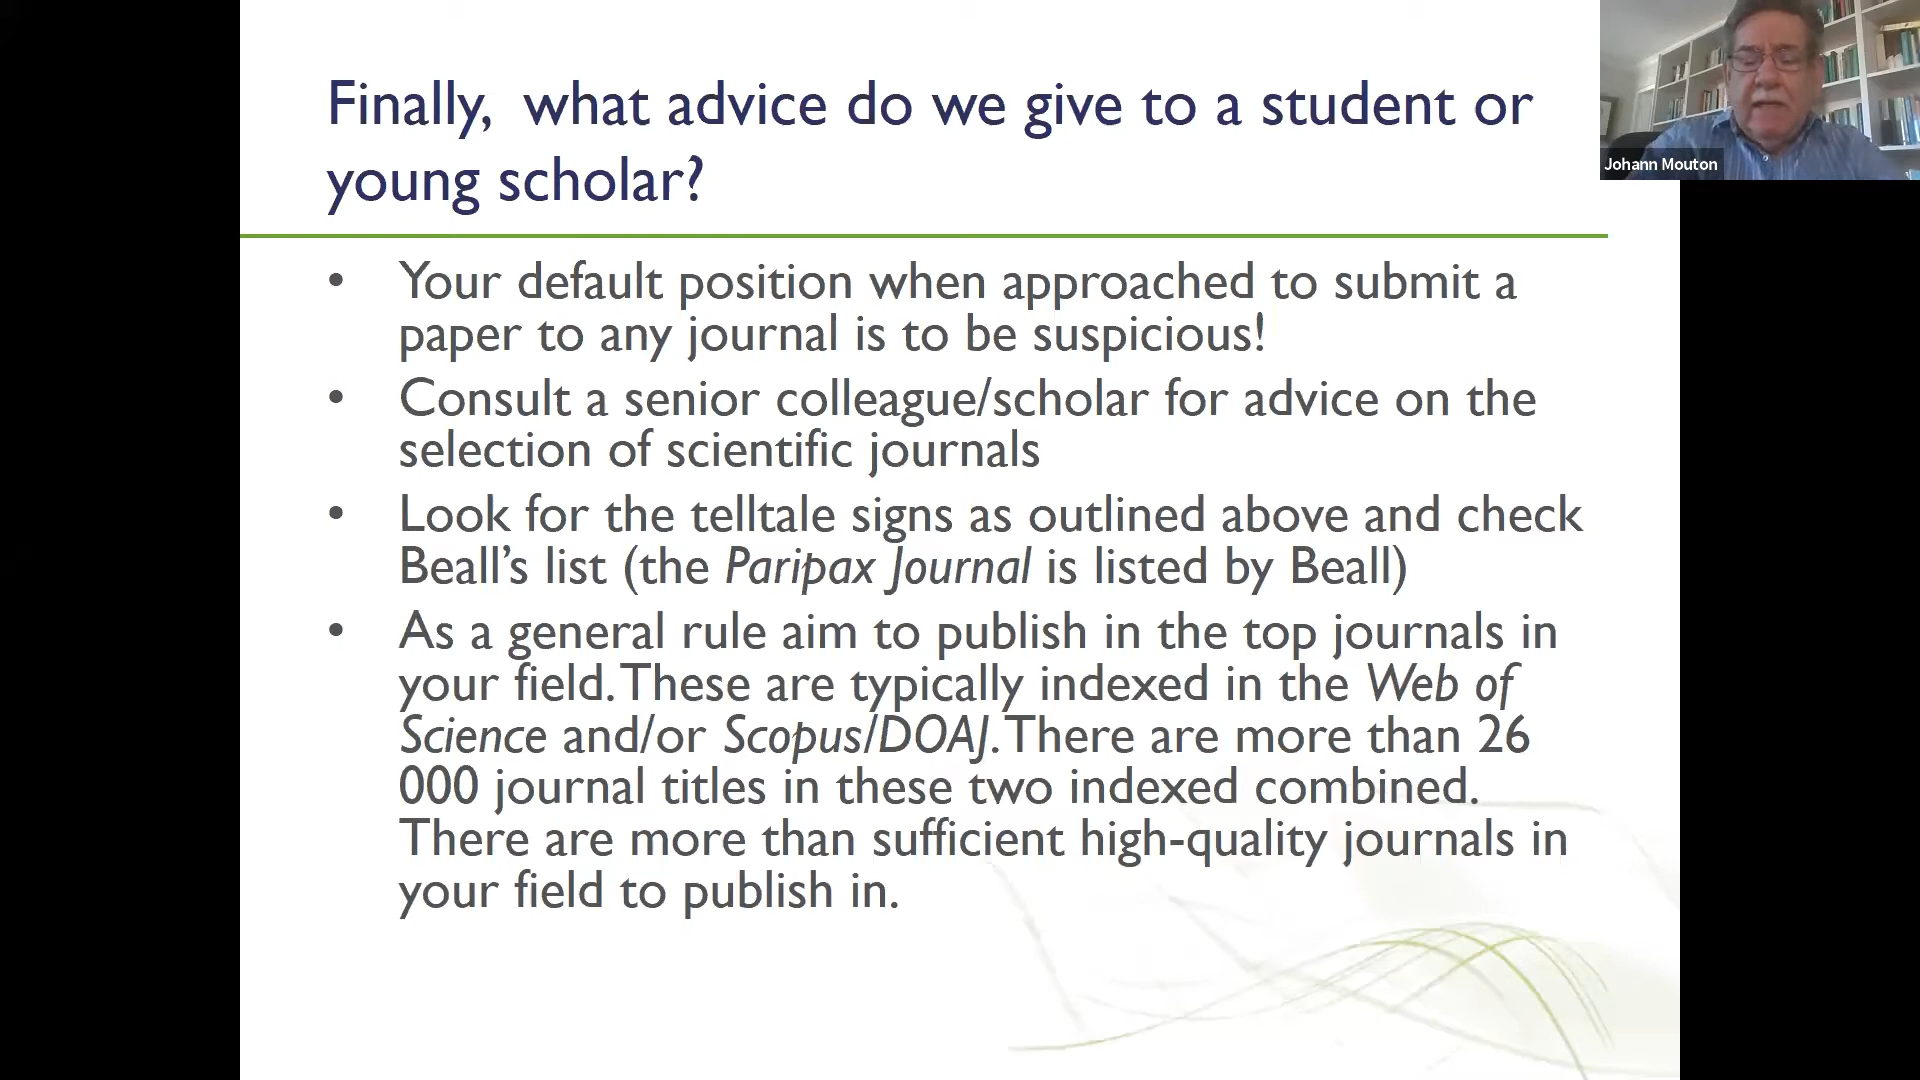 Finally, what advice do we give to a student or
young scholar?
Johann Mouton
• Your default position when approached to submit a
paper to any journal is to be suspicious!
• Consult a senior colleague/scholar for advice on the
selection of scientific journals
• Look for the telltale signs as outlined above and check
Beall's list (the Paripax Journal is listed by Beall)
• As a general rule aim to publish in the top journals in
your field. These are typically indexed in the Web of
Science and/or Scopus/DOAJ. There are more than 26
000 journal titles in these two indexed combined.
There are more than sufficient high-quality journals in
your field to publish in.